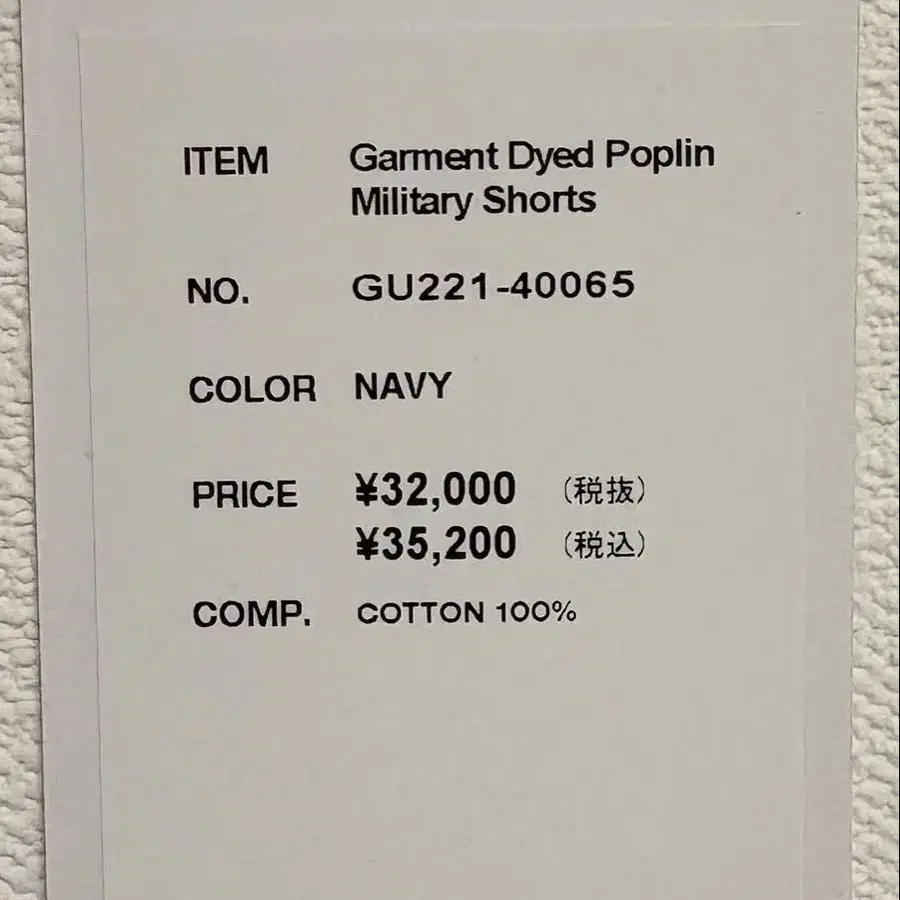 ITEM Garment Dyed Poplin
Military Shorts
NO. GU221-40065
COLOR NAVY
PRICE ¥32,000 (税抜)
¥35,200 (税込)
COMP. COTTON 100%